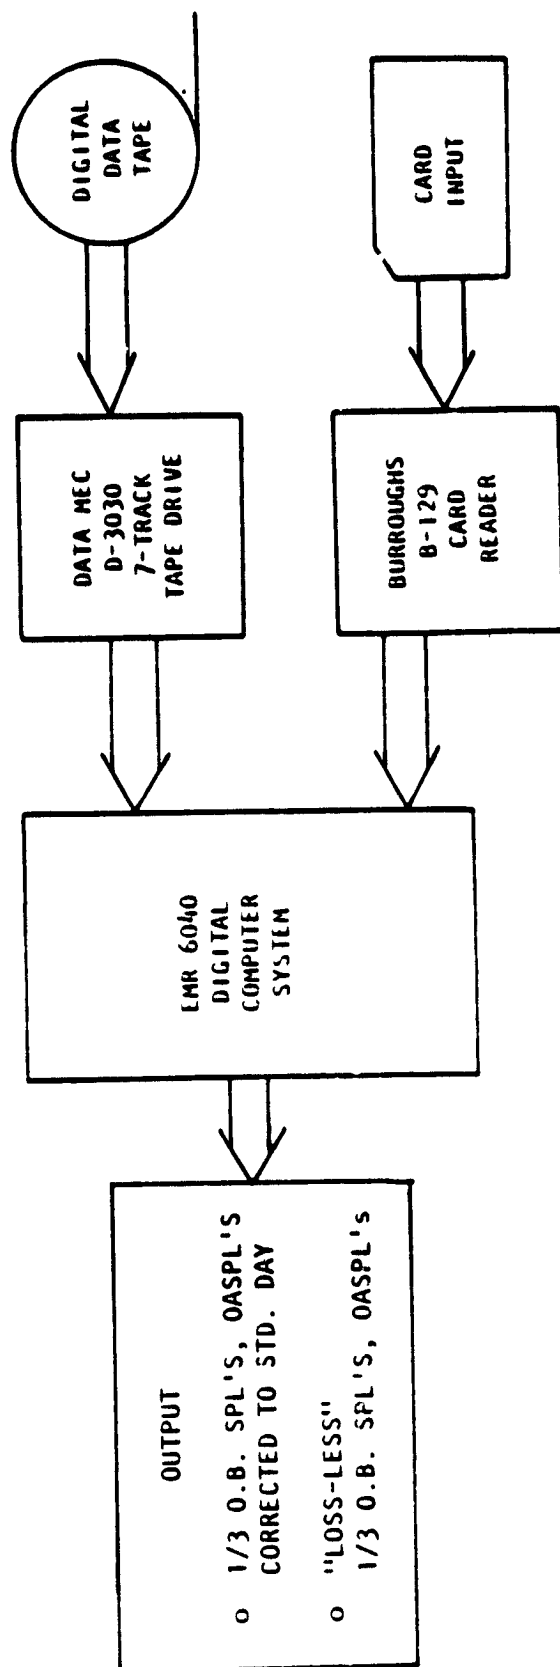 DIGITAL
DATA
TAPE
CARD
INPUT
DATA MEC
D-3030
7-TRACK
TAPE DRIVE
BURROUGHS
B-129
CARD
READER
EMR 6040
DIGITAL
COMPUTER
SYSTEM
OUTPUT
o 1/3 O.B. SPL'S, OASPL'S
CORRECTED TO STD. DAY
o "LOSS-LESS"
1/3 O.B. SPL'S, OASPL's